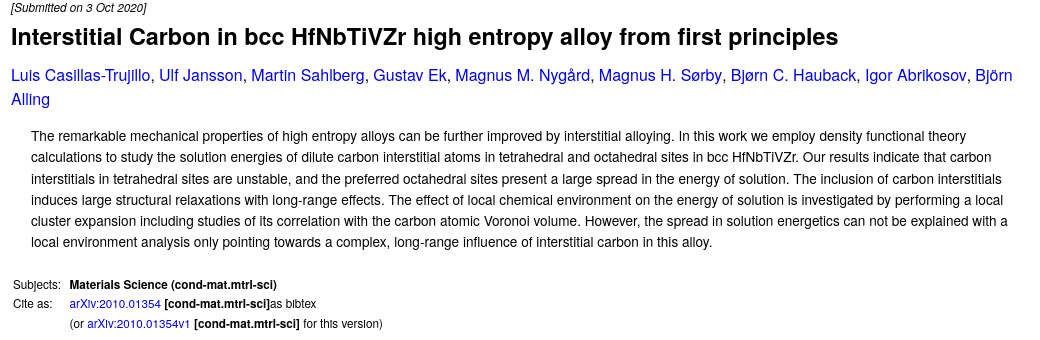 [Submitted on 3 Oct 2020]
Interstitial Carbon in bcc HfNbTiVZr high entropy alloy from first principles
Luis Casillas-Trujillo, Ulf Jansson, Martin Sahlberg, Gustav Ek, Magnus M. Nygård, Magnus H. Sørby, Bjørn C. Hauback, Igor Abrikosov, Björn
Alling
The remarkable mechanical properties of high entropy alloys can be further improved by interstitial alloying. In this work we employ density functional theory
calculations to study the solution energies of dilute carbon interstitial atoms in tetrahedral and octahedral sites in bcc HfNbTiVZr. Our results indicate that carbon
interstitials in tetrahedral sites are unstable, and the preferred octahedral sites present a large spread in the energy of solution. The inclusion of carbon interstitials
induces large structural relaxations with long-range effects. The effect of local chemical environment on the energy of solution is investigated by performing a local
cluster expansion including studies of its correlation with the carbon atomic Voronoi volume. However, the spread in solution energetics can not be explained with a
local environment analysis only pointing towards a complex, long-range influence of interstitial carbon in this alloy.
Subjects: Materials Science (cond-mat.mtrl-sci)
Cite as: arXiv:2010.01354 [cond-mat.mtrl-sci]as bibtex
(or arXiv:2010.01354v1 [cond-mat.mtrl-sci] for this version)